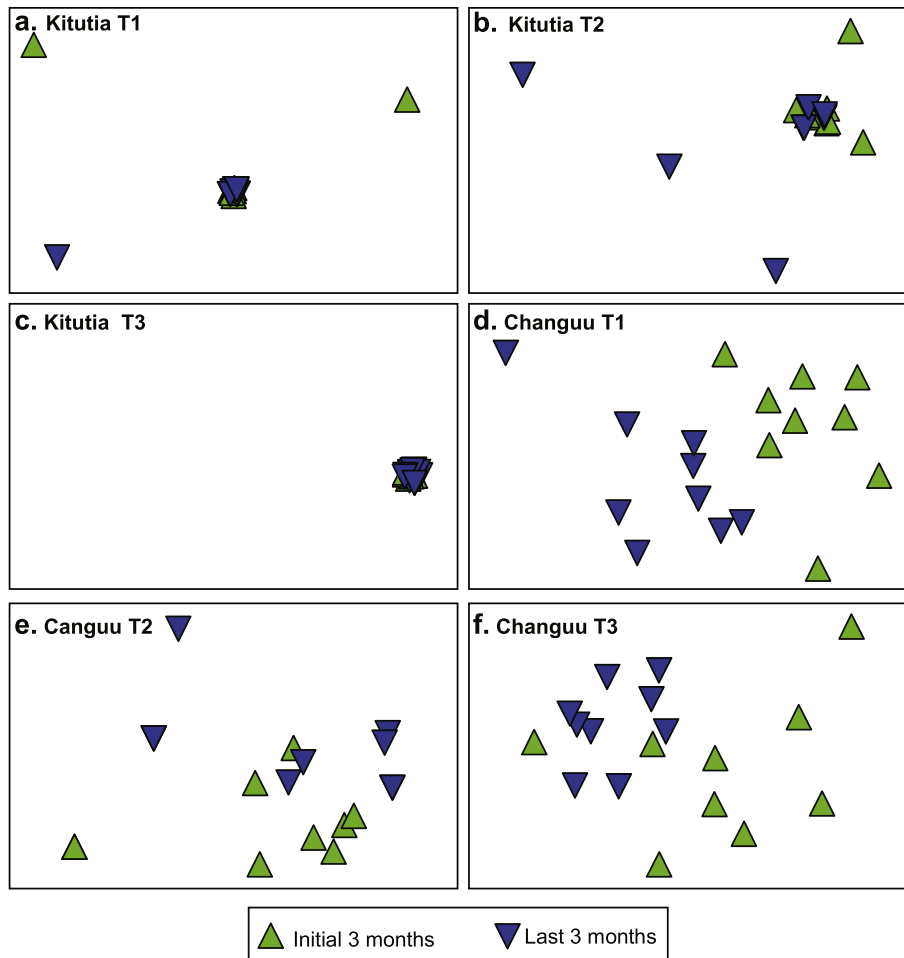 a. Kitutia T1
b. Kitutia T2
c. Kitutia T3
d. Changuu T1
e. Canguu T2
f. Changuu T3
Initial 3 months
Last 3 months